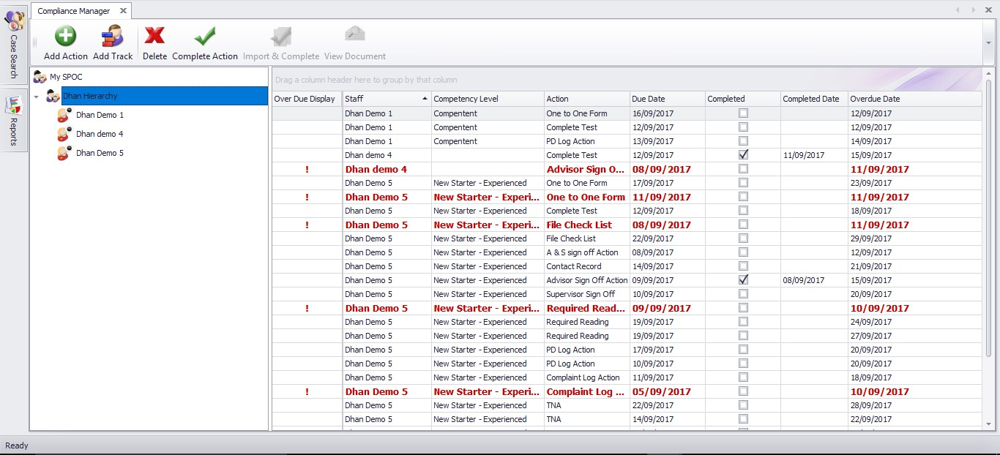 Compliance Manager
Case Search
Reports
Add Action Add Track Delete Complete Action Import & Complete View Document
My SPOC
Dhan Hierarchy
Dhan Demo 1
Dhan demo 4
Dhan Demo 5
Drag a column header here to group by that column
Over Due Display Staff Competency Level Action Due Date Completed Completed Date Overdue Date
Dhan Demo 1 Compentent One to One Form 16/09/2017 12/09/2017
Dhan Demo 1 Compentent Complete Test 12/09/2017 12/09/2017
Dhan Demo 1 Compentent PD Log Action 13/09/2017 14/09/2017
Dhan demo 4 Complete Test 12/09/2017 11/09/2017 15/09/2017
! Dhan demo 4 Advisor Sign O... 08/09/2017 11/09/2017
Dhan Demo 5 New Starter - Experienced One to One Form 17/09/2017 23/09/2017
! Dhan Demo 5 New Starter - Experi... One to One Form 11/09/2017 11/09/2017
Dhan Demo 5 New Starter - Experienced Complete Test 12/09/2017 18/09/2017
! Dhan Demo 5 New Starter - Experi... File Check List 08/09/2017 11/09/2017
Dhan Demo 5 New Starter - Experienced File Check List 22/09/2017 29/09/2017
Dhan Demo 5 New Starter - Experienced A & S sign off Action 08/09/2017 12/09/2017
Dhan Demo 5 New Starter - Experienced Contact Record 14/09/2017 21/09/2017
Dhan Demo 5 New Starter - Experienced Advisor Sign Off Action 09/09/2017 08/09/2017 15/09/2017
Dhan Demo 5 New Starter - Experienced Supervisor Sign Off 10/09/2017 20/09/2017
! Dhan Demo 5 New Starter - Experi... Required Read... 09/09/2017 10/09/2017
Dhan Demo 5 New Starter - Experienced Required Reading 19/09/2017 24/09/2017
Dhan Demo 5 New Starter - Experienced Required Reading 19/09/2017 27/09/2017
Dhan Demo 5 New Starter - Experienced PD Log Action 17/09/2017 20/09/2017
Dhan Demo 5 New Starter - Experienced PD Log Action 10/09/2017 20/09/2017
Dhan Demo 5 New Starter - Experienced Complaint Log Action 11/09/2017 18/09/2017
! Dhan Demo 5 New Starter - Experi... Complaint Log ... 05/09/2017 10/09/2017
Dhan Demo 5 New Starter - Experienced TNA 22/09/2017 28/09/2017
Dhan Demo 5 New Starter - Experienced TNA 14/09/2017 22/09/2017
Ready